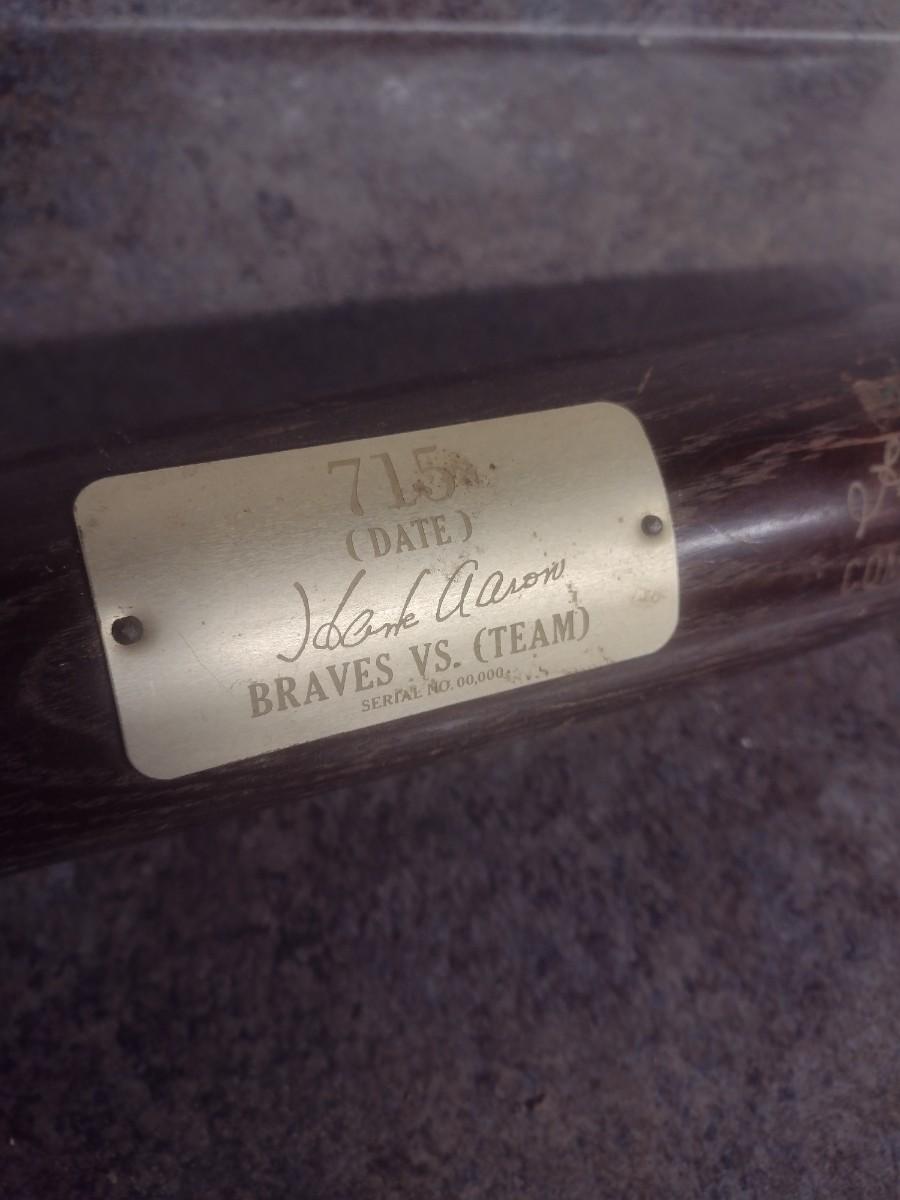 715
(DATE)
Hank Aaron
BRAVES VS. (TEAM)
SERIAL NO. 00,000